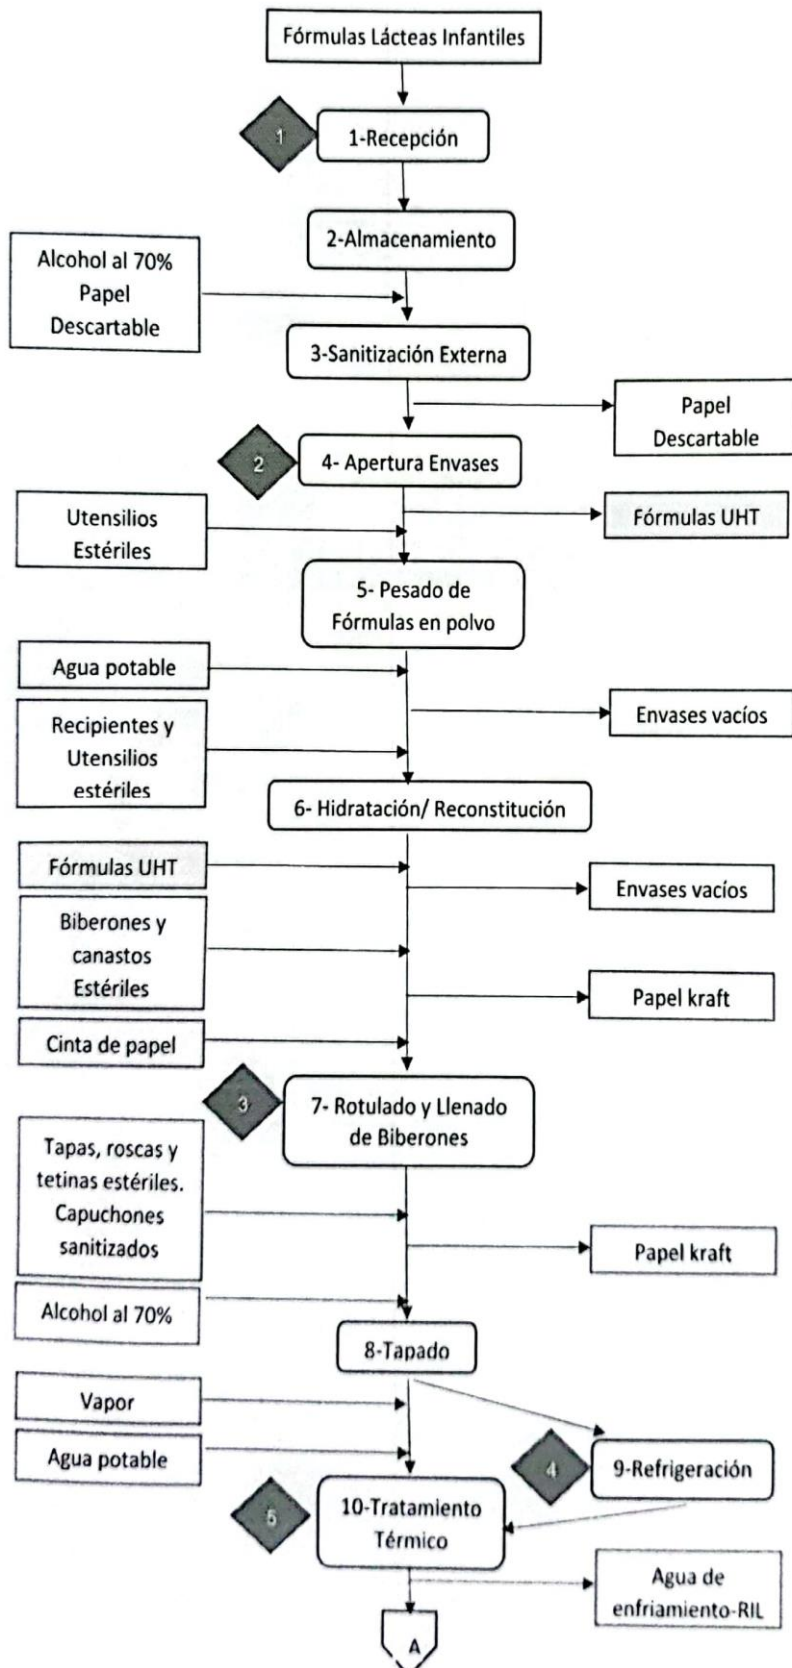 Fórmulas Lácteas Infantiles
1
1-Recepción
2-Almacenamiento
Alcohol al 70%
Papel
Descartable
3-Sanitización Externa
Papel
Descartable
2
4- Apertura Envases
Utensilios
Estériles
Fórmulas UHT
5- Pesado de
Fórmulas en polvo
Agua potable
Envases vacíos
Recipientes y
Utensilios
estériles
6- Hidratación/ Reconstitución
Fórmulas UHT
Envases vacíos
Biberones y
canastos
Estériles
Papel kraft
Cinta de papel
3
7- Rotulado y Llenado
de Biberones
Tapas, roscas y
tetinas estériles.
Capuchones
sanitizados
Papel kraft
Alcohol al 70%
8-Tapado
Vapor
Agua potable
4
9-Refrigeración
5
10-Tratamiento
Térmico
Agua de
enfriamiento-RIL
A